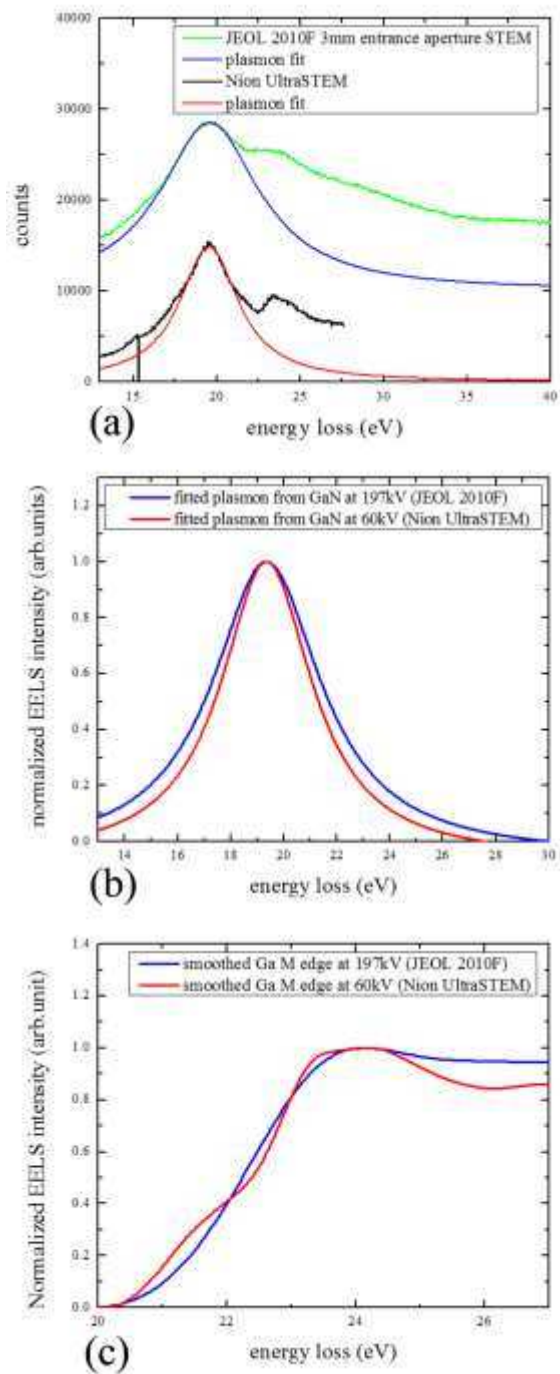 JEOL 2010F 3mm entrance aperture STEM
plasmon fit
Nion UltraSTEM
plasmon fit
40000
30000
20000
10000
0
counts
15 20 25 30 35 40
energy loss (eV)
(a)
fitted plasmon from GaN at 197kV (JEOL 2010F)
fitted plasmon from GaN at 60kV (Nion UltraSTEM)
1.2
1.0
0.8
0.6
0.4
0.2
0.0
normalized EELS intensity (arb.units)
14 16 18 20 22 24 26 28 30
energy loss (eV)
(b)
smoothed Ga M edge at 197kV (JEOL 2010F)
smoothed Ga M edge at 60kV (Nion UltraSTEM)
1.4
1.2
1.0
0.8
0.6
0.4
0.2
0.0
Normalized EELS intensity (arb.unit)
20 22 24 26
energy loss (eV)
(c)